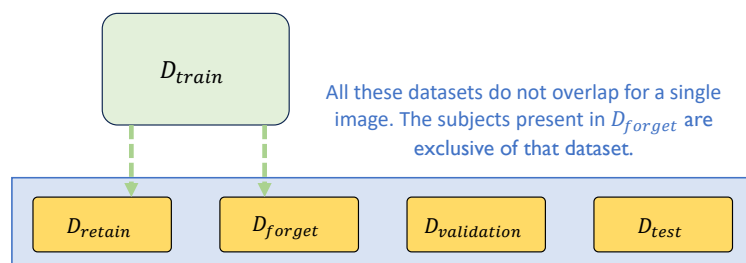 D_train
All these datasets do not overlap for a single
image. The subjects present in D_forget are
exclusive of that dataset.
D_retain D_forget D_validation D_test